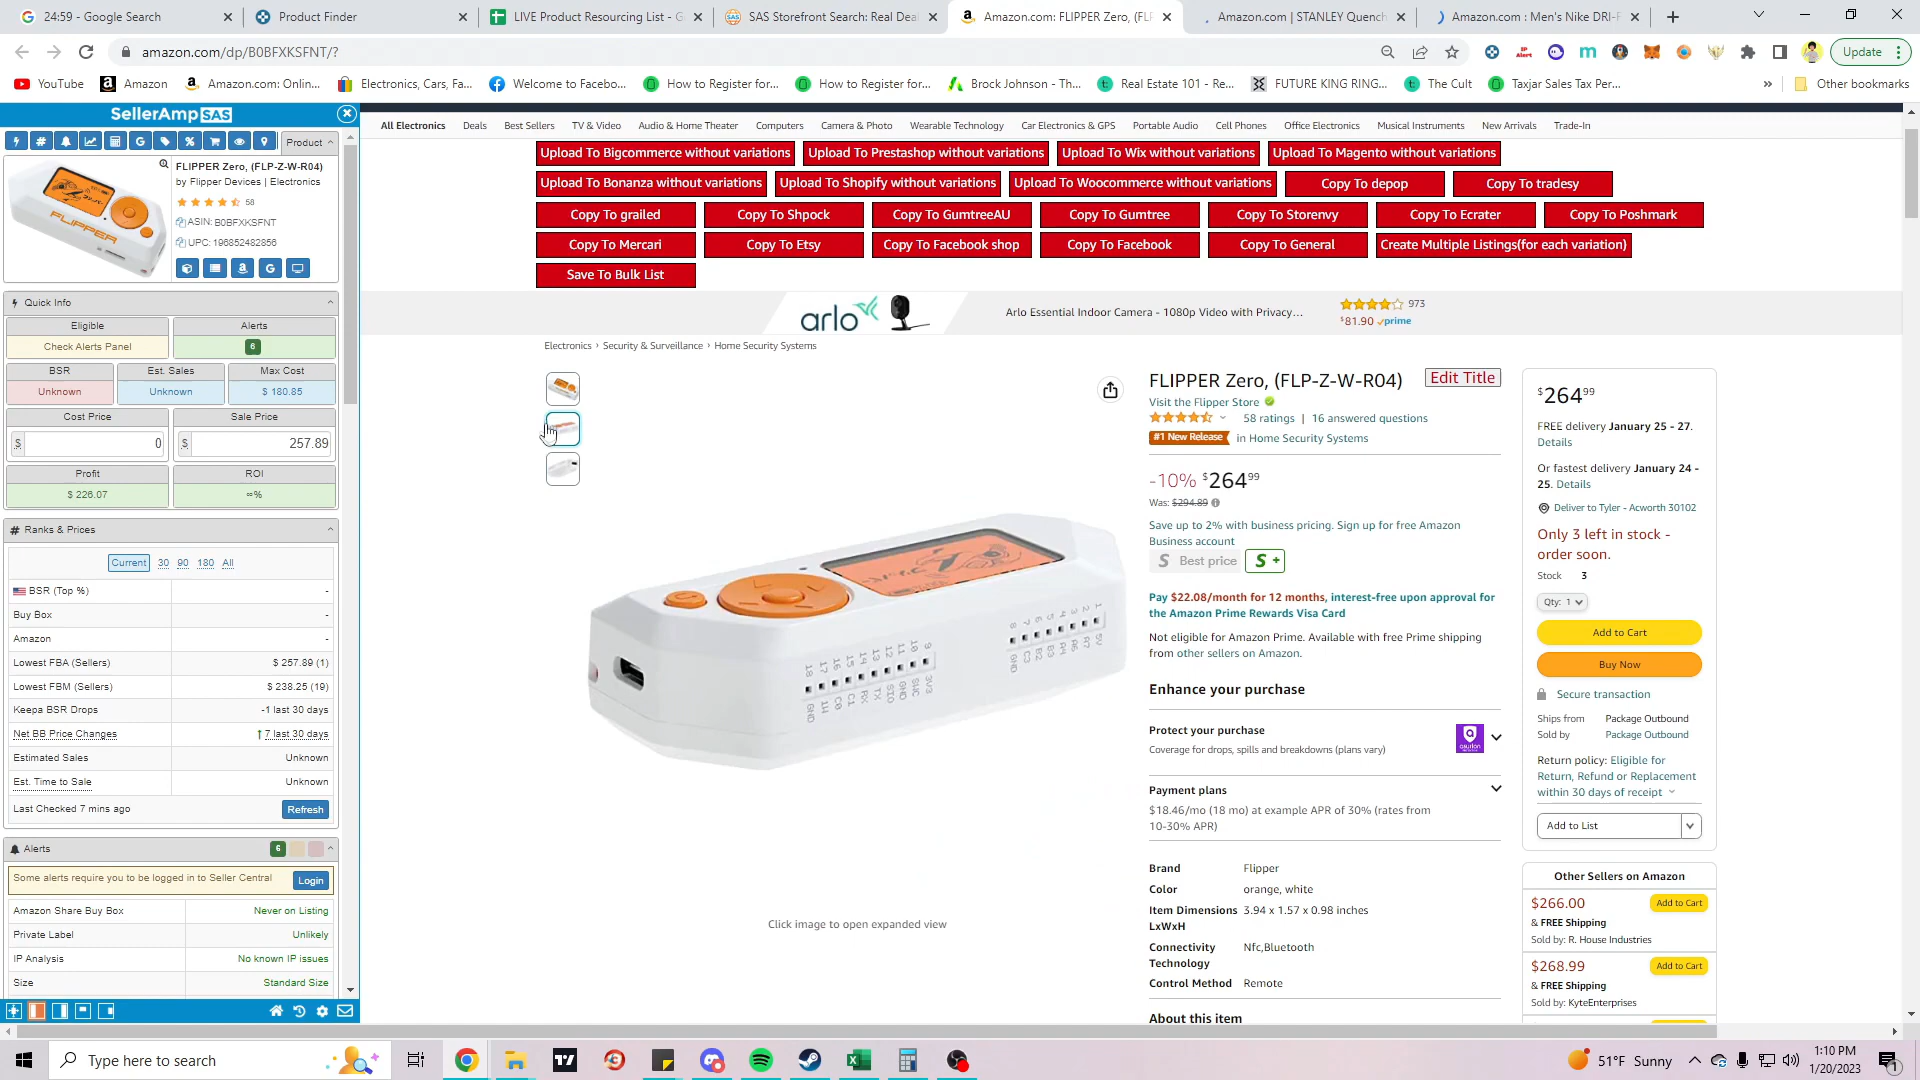 24:59 - Google Search
Product Finder
LIVE Product Resourcing List - G
SAS Storefront Search: Real Deal
Amazon.com: FLIPPER Zero, (FLP
Amazon.com | STANLEY Quench
Amazon.com : Men's Nike DRI-F
amazon.com/dp/B0BFXKSFNT/?
Update
YouTube
Amazon
Amazon.com: Onlin...
Electronics, Cars, Fa...
Welcome to Facebo...
How to Register for...
How to Register for...
Brock Johnson - Th...
Real Estate 101 - Re...
FUTURE KING RING...
The Cult
Taxjar Sales Tax Per...
Other bookmarks
SellerAmp SAS
Product
FLIPPER Zero, (FLP-Z-W-R04)
by Flipper Devices | Electronics
58
ASIN: B0BFXKSFNT
UPC: 196852482856
Quick Info
Eligible
Alerts
Check Alerts Panel
6
BSR
Est. Sales
Max Cost
Unknown
Unknown
$ 180.85
Cost Price
Sale Price
$ 0
$ 257.89
Profit
ROI
$ 226.07
∞%
Ranks & Prices
Current 30 90 180 All
BSR (Top %) -
Buy Box -
Amazon -
Lowest FBA (Sellers) $ 257.89 (1)
Lowest FBM (Sellers) $ 238.25 (19)
Keepa BSR Drops -1 last 30 days
Net BB Price Changes ↑ 7 last 30 days
Estimated Sales Unknown
Est. Time to Sale Unknown
Last Checked 7 mins ago Refresh
Alerts 6
Some alerts require you to be logged in to Seller Central Login
Amazon Share Buy Box Never on Listing
Private Label Unlikely
IP Analysis No known IP issues
Size Standard Size
All Electronics Deals Best Sellers TV & Video Audio & Home Theater Computers Camera & Photo Wearable Technology Car Electronics & GPS Portable Audio Cell Phones Office Electronics Musical Instruments New Arrivals Trade-In
Upload To Bigcommerce without variations Upload To Prestashop without variations Upload To Wix without variations Upload To Magento without variations
Upload To Bonanza without variations Upload To Shopify without variations Upload To Woocommerce without variations Copy To depop Copy To tradesy
Copy To grailed Copy To Shpock Copy To GumtreeAU Copy To Gumtree Copy To Storenvy Copy To Ecrater Copy To Poshmark
Copy To Mercari Copy To Etsy Copy To Facebook shop Copy To Facebook Copy To General Create Multiple Listings(for each variation)
Save To Bulk List
arlo
Arlo Essential Indoor Camera - 1080p Video with Privacy...
973
$81.90 prime
Electronics › Security & Surveillance › Home Security Systems
FLIPPER Zero, (FLP-Z-W-R04)
Edit Title
Visit the Flipper Store
58 ratings | 16 answered questions
#1 New Release in Home Security Systems
-10% $264 99
Was: $294.89
Save up to 2% with business pricing. Sign up for free Amazon
Business account
S Best price S +
Pay $22.08/month for 12 months, interest-free upon approval for
the Amazon Prime Rewards Visa Card
Not eligible for Amazon Prime. Available with free Prime shipping
from other sellers on Amazon.
Enhance your purchase
Protect your purchase
Coverage for drops, spills and breakdowns (plans vary)
asurion
Payment plans
$18.46/mo (18 mo) at example APR of 30% (rates from
10-30% APR)
Brand Flipper
Color orange, white
Item Dimensions 3.94 x 1.57 x 0.98 inches
LxWxH
Connectivity Nfc,Bluetooth
Technology
Control Method Remote
About this item
Click image to open expanded view
$264 99
FREE delivery January 25 - 27.
Details
Or fastest delivery January 24 -
25. Details
Deliver to Tyler - Acworth 30102
Only 3 left in stock -
order soon.
Stock 3
Qty: 1
Add to Cart
Buy Now
Secure transaction
Ships from Package Outbound
Sold by Package Outbound
Return policy: Eligible for
Return, Refund or Replacement
within 30 days of receipt
Add to List
Other Sellers on Amazon
$266.00 Add to Cart
& FREE Shipping
Sold by: R. House Industries
$268.99 Add to Cart
& FREE Shipping
Sold by: KyteEnterprises
Type here to search
51°F Sunny
1:10 PM
1/20/2023